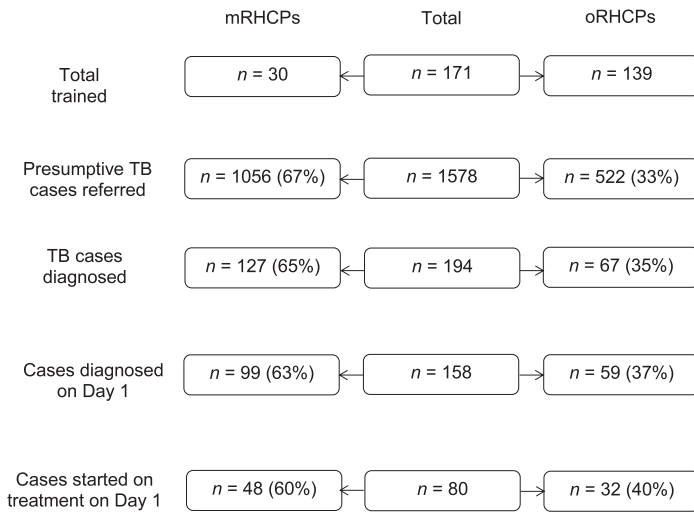 mRHCPs Total oRHCPs
Total
trained
n = 30 n = 171 n = 139
Presumptive TB
cases referred
n = 1056 (67%) n = 1578 n = 522 (33%)
TB cases
diagnosed
n = 127 (65%) n = 194 n = 67 (35%)
Cases diagnosed
on Day 1
n = 99 (63%) n = 158 n = 59 (37%)
Cases started on
treatment on Day 1
n = 48 (60%) n = 80 n = 32 (40%)